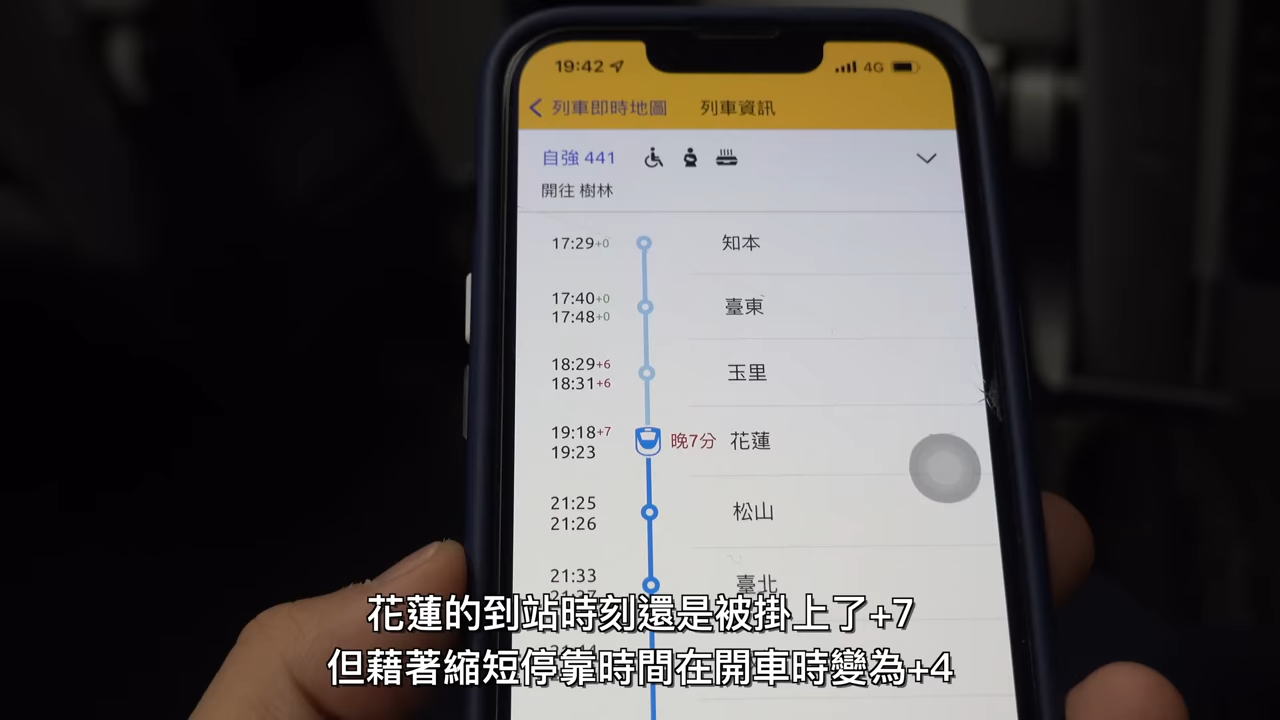 19:42 4G
列車即時地圖 列車資訊
自強 441
開往 樹林
17:29+0 知本
17:40+0
17:48+0
臺東
18:29+6
18:31+6
玉里
19:18+7
19:23
晚7分 花蓮
21:25
21:26
松山
21:33
臺北
花蓮的到站時刻還是被掛上了+7
但藉著縮短停靠時間在開車時變為+4